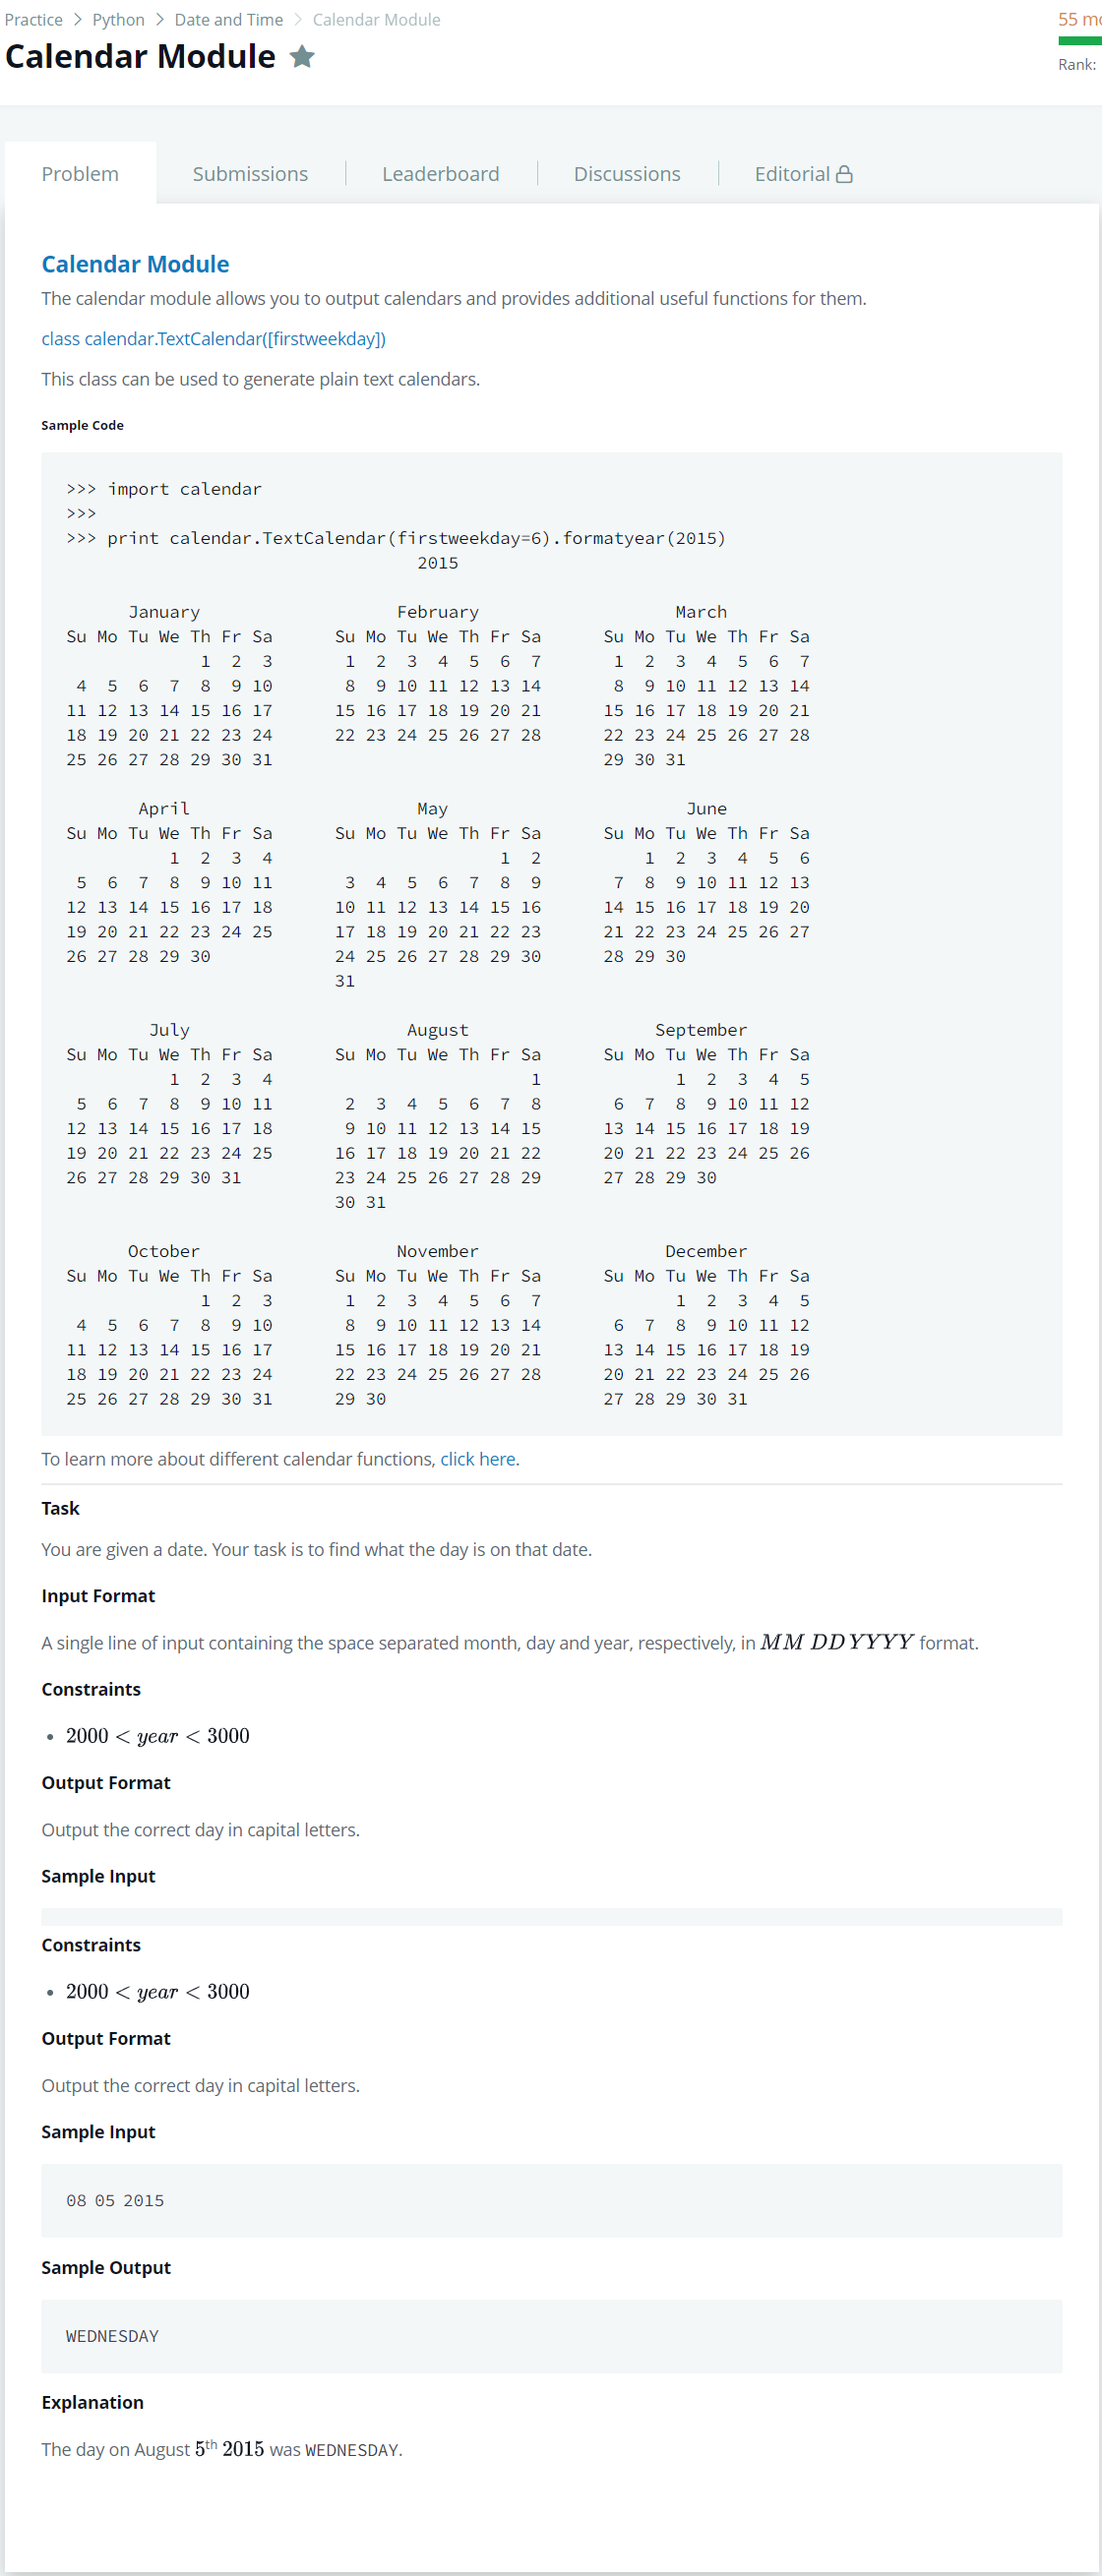 Practice > Python > Date and Time > Calendar Module
55 mo
Calendar Module
Rank:
Problem
Submissions
Leaderboard
Discussions
Editorial
Calendar Module
The calendar module allows you to output calendars and provides additional useful functions for them.
class calendar.TextCalendar([firstweekday])
This class can be used to generate plain text calendars.
Sample Code
>>> import calendar
>>>
>>> print calendar.TextCalendar(firstweekday=6).formatyear(2015)
                                  2015

      January                   February                   March
Su Mo Tu We Th Fr Sa      Su Mo Tu We Th Fr Sa      Su Mo Tu We Th Fr Sa
             1  2  3       1  2  3  4  5  6  7       1  2  3  4  5  6  7
 4  5  6  7  8  9 10       8  9 10 11 12 13 14       8  9 10 11 12 13 14
11 12 13 14 15 16 17      15 16 17 18 19 20 21      15 16 17 18 19 20 21
18 19 20 21 22 23 24      22 23 24 25 26 27 28      22 23 24 25 26 27 28
25 26 27 28 29 30 31                                29 30 31

       April                      May                       June
Su Mo Tu We Th Fr Sa      Su Mo Tu We Th Fr Sa      Su Mo Tu We Th Fr Sa
          1  2  3  4                      1  2          1  2  3  4  5  6
 5  6  7  8  9 10 11       3  4  5  6  7  8  9       7  8  9 10 11 12 13
12 13 14 15 16 17 18      10 11 12 13 14 15 16      14 15 16 17 18 19 20
19 20 21 22 23 24 25      17 18 19 20 21 22 23      21 22 23 24 25 26 27
26 27 28 29 30            24 25 26 27 28 29 30      28 29 30
                          31

        July                     August                  September
Su Mo Tu We Th Fr Sa      Su Mo Tu We Th Fr Sa      Su Mo Tu We Th Fr Sa
          1  2  3  4                         1             1  2  3  4  5
 5  6  7  8  9 10 11       2  3  4  5  6  7  8       6  7  8  9 10 11 12
12 13 14 15 16 17 18       9 10 11 12 13 14 15      13 14 15 16 17 18 19
19 20 21 22 23 24 25      16 17 18 19 20 21 22      20 21 22 23 24 25 26
26 27 28 29 30 31         23 24 25 26 27 28 29      27 28 29 30
                          30 31

      October                   November                  December
Su Mo Tu We Th Fr Sa      Su Mo Tu We Th Fr Sa      Su Mo Tu We Th Fr Sa
             1  2  3       1  2  3  4  5  6  7             1  2  3  4  5
 4  5  6  7  8  9 10       8  9 10 11 12 13 14       6  7  8  9 10 11 12
11 12 13 14 15 16 17      15 16 17 18 19 20 21      13 14 15 16 17 18 19
18 19 20 21 22 23 24      22 23 24 25 26 27 28      20 21 22 23 24 25 26
25 26 27 28 29 30 31      29 30                     27 28 29 30 31
To learn more about different calendar functions, click here.
Task
You are given a date. Your task is to find what the day is on that date.
Input Format
A single line of input containing the space separated month, day and year, respectively, in MM DD YYYY format.
Constraints
• 2000 < year < 3000
Output Format
Output the correct day in capital letters.
Sample Input
Constraints
• 2000 < year < 3000
Output Format
Output the correct day in capital letters.
Sample Input
08 05 2015
Sample Output
WEDNESDAY
Explanation
The day on August 5th 2015 was WEDNESDAY.